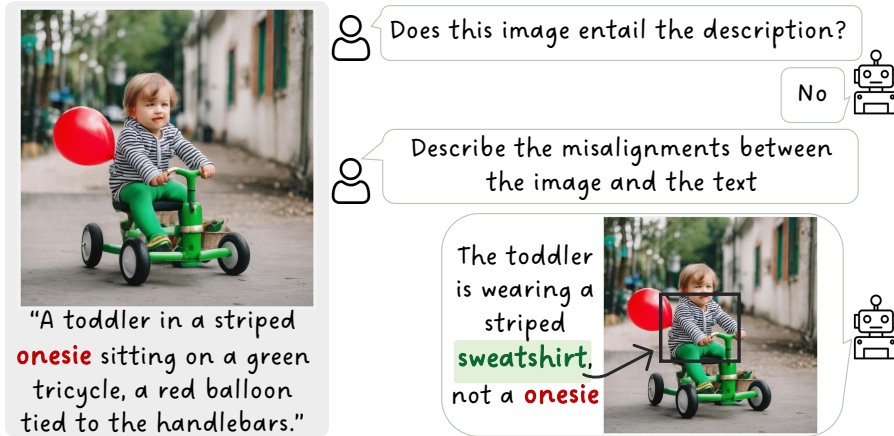 "A toddler in a striped
onesie sitting on a green
tricycle, a red balloon
tied to the handlebars."
Does this image entail the description?
No
Describe the misalignments between
the image and the text
The toddler
is wearing a
striped
sweatshirt,
not a onesie